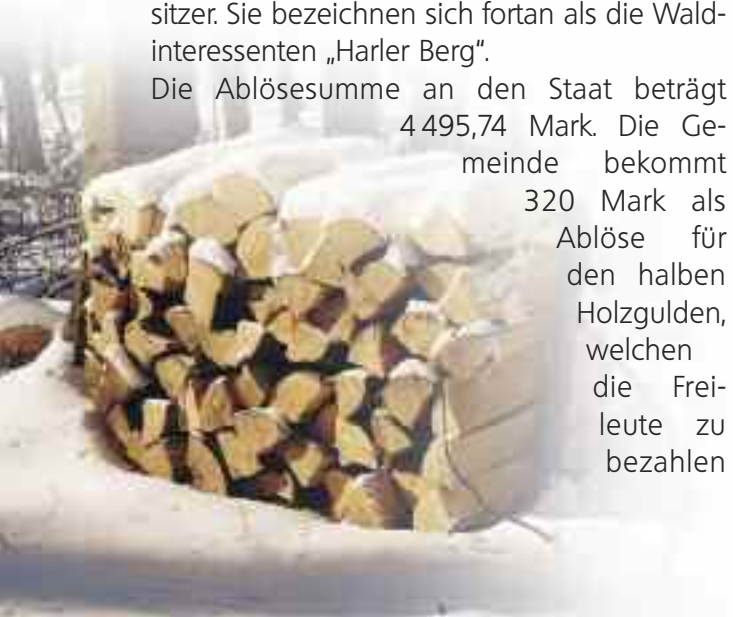 sitzer. Sie bezeichnen sich fortan als die Wald-
interessenten „Harler Berg“.
Die Ablösesumme an den Staat beträgt
4 495,74 Mark. Die Ge-
meinde bekommt
320 Mark als
Ablöse für
den halben
Holzgulden,
welchen
die Frei-
leute zu
bezahlen